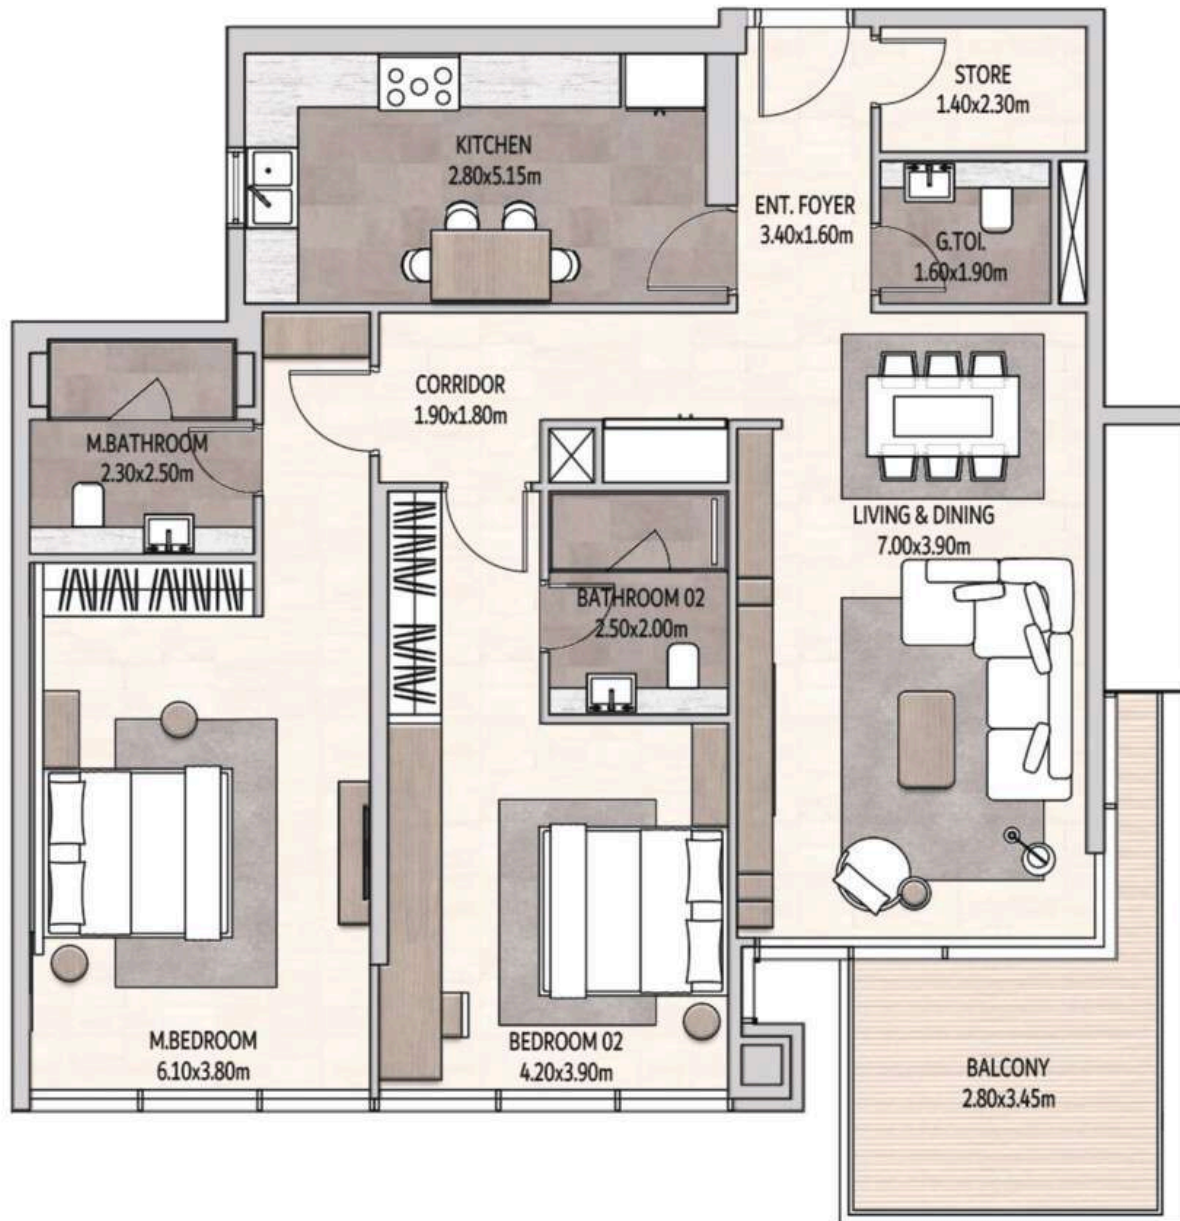 STORE
1.40x2.30m
KITCHEN
2.80x5.15m
ENT. FOYER
3.40x1.60m
G.TOI.
1.60x1.90m
CORRIDOR
1.90x1.80m
M.BATHROOM
2.30x2.50m
LIVING & DINING
7.00x3.90m
BATHROOM 02
2.50x2.00m
M.BEDROOM
6.10x3.80m
BEDROOM 02
4.20x3.90m
BALCONY
2.80x3.45m